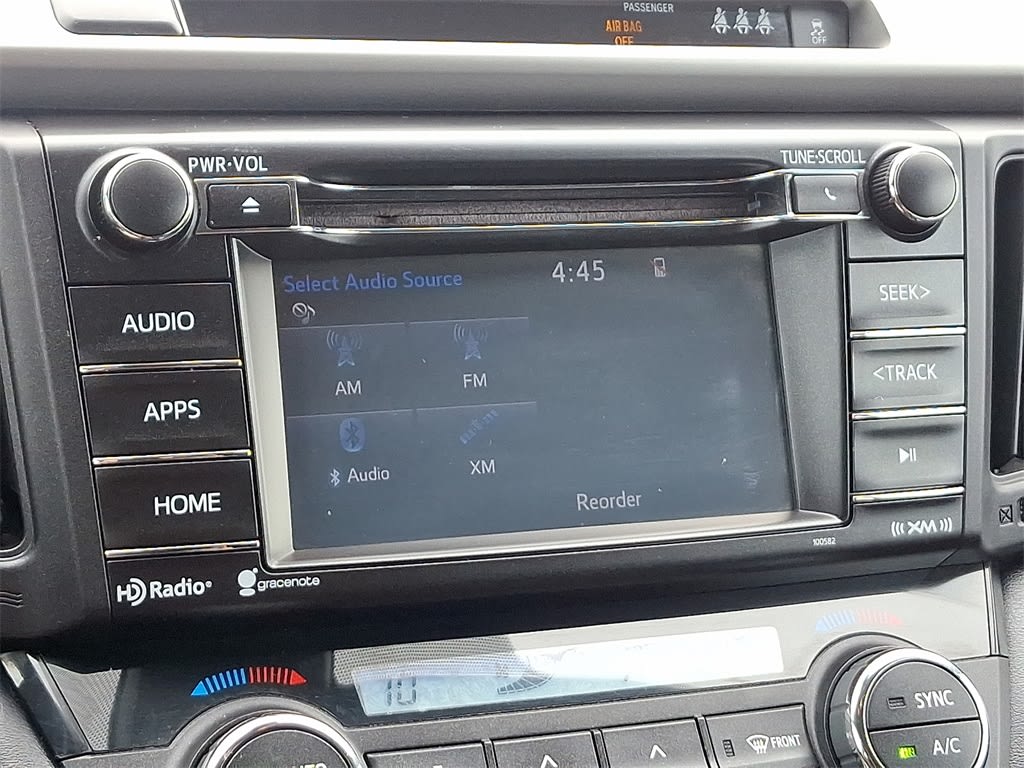 PASSENGER
AIR BAG
OFF
OFF
PWR·VOL
TUNE·SCROLL
Select Audio Source
4:45
AUDIO
SEEK>
AM
FM
<TRACK
APPS
Audio
XM
HOME
Reorder
(((XM)))
100582
HD Radio®
gracenote
10
SYNC
FRONT
A/C